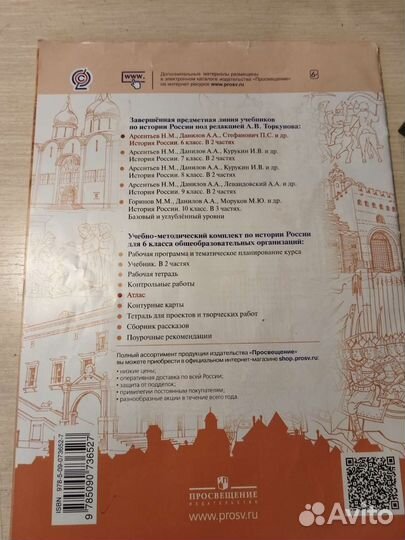 www.
Дополнительные материалы размещены
в электронном каталоге издательства «Просвещение»
на интернет-ресурсе www.prosv.ru
6+
Завершённая предметная линия учебников
по истории России под редакцией А.В. Торкунова:
Арсентьев Н.М., Данилов А.А., Стефанович П.С. и др.
История России. 6 класс. В 2 частях
Арсентьев Н.М., Данилов А.А., Курукин И.В. и др.
История России. 7 класс. В 2 частях
Арсентьев Н.М., Данилов А.А., Курукин И.В. и др.
История России. 8 класс. В 2 частях
Арсентьев Н.М., Данилов А.А., Левандовский А.А. и др.
История России. 9 класс. В 2 частях
Горинов М.М., Данилов А.А., Моруков М.Ю. и др.
История России. 10 класс. В 3 частях.
Базовый и углублённый уровни
Учебно-методический комплект по истории России
для 6 класса общеобразовательных организаций:
Рабочая программа и тематическое планирование курса
Учебник. В 2 частях
Рабочая тетрадь
Контрольные работы
Атлас
Контурные карты
Тетрадь для проектов и творческих работ
Сборник рассказов
Поурочные рекомендации
Полный ассортимент продукции издательства «Просвещение»
вы можете приобрести в официальном интернет-магазине shop.prosv.ru:
• низкие цены;
• оперативная доставка по всей России;
• защита от подделок;
• привилегии постоянным покупателям;
• разнообразные акции в течение всего года
ISBN 978-5-09-073652-7
9 785090 736527
ПРОСВЕЩЕНИЕ
ИЗДАТЕЛЬСТВО
www.prosv.ru
Avito